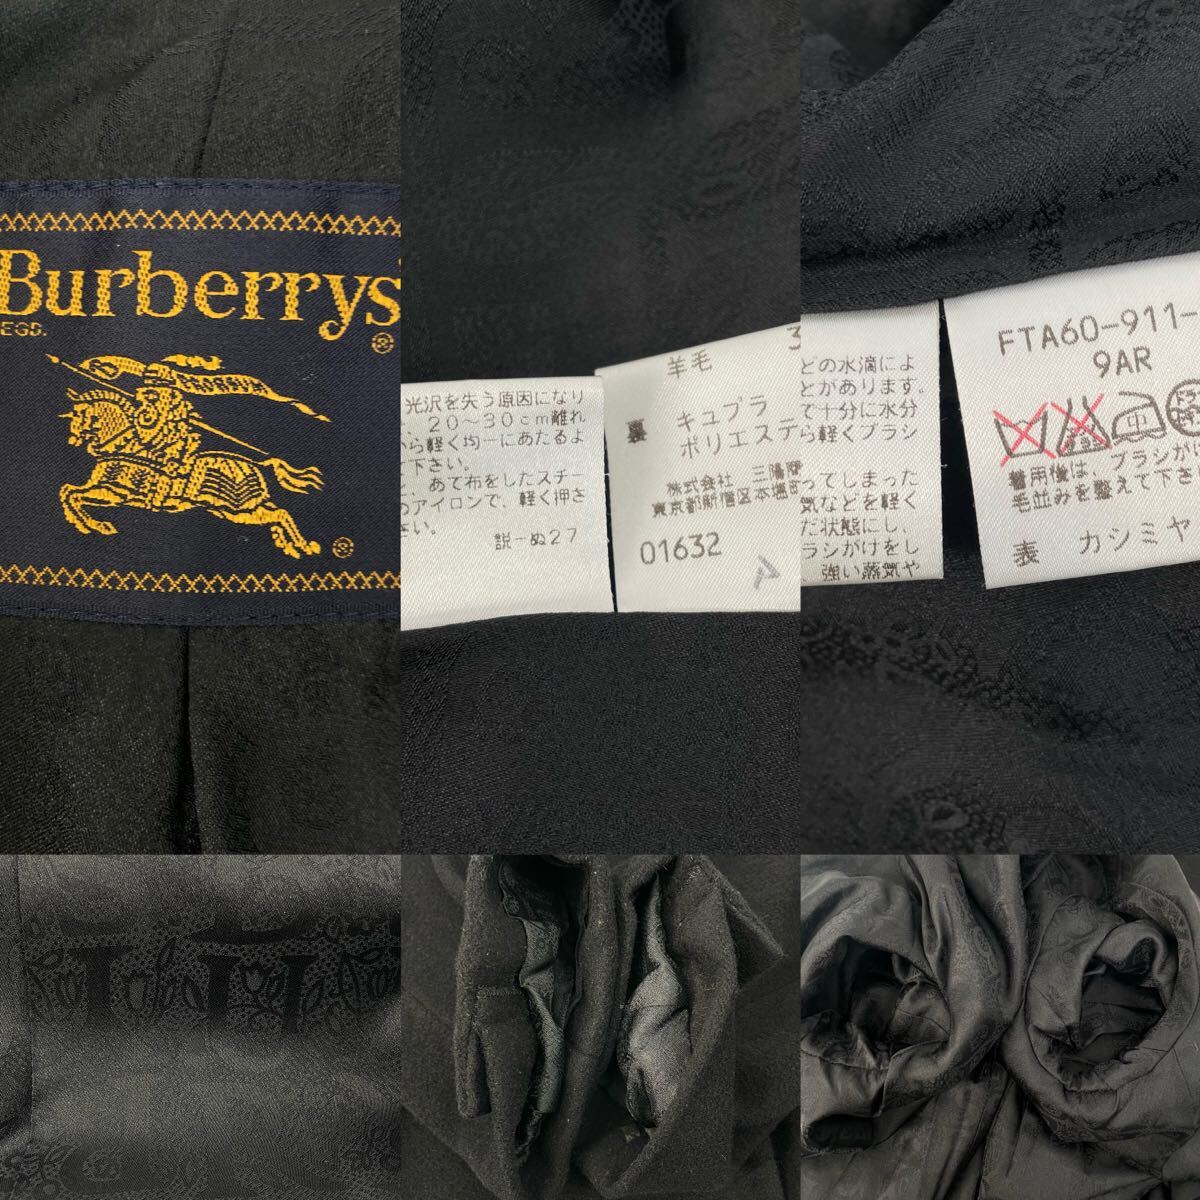 Burberrys®
EGD.
®
光沢を失う原因になり
20～30cm離れ
ら軽く均一にあたるよ
下さい。
、あて布をしたスチー
アイロンで、軽く押さ
さい。
説-ぬ27
羊毛 3
裏 キュプラ
ポリエステ
株式会社 三陽商
東京都新宿区本塩町
01632
どの水滴によ
とがあります。
て十分に水分
ら軽くブラシ
ってしまった
気などを軽く
だ状態にし、
ラシがけをし
、強い蒸気や
FTA60-911-
9AR
着用後は、ブラシがけ
毛並みを整えて下さ
表 カシミヤ